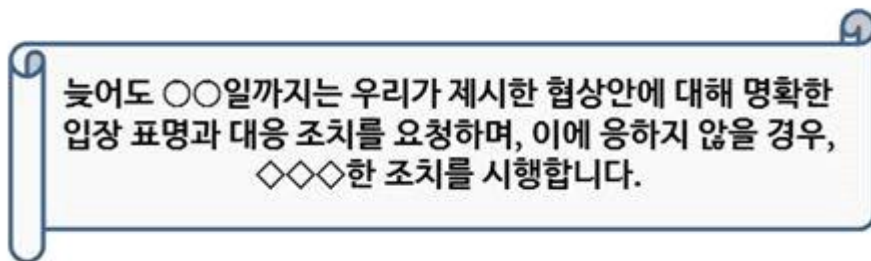 늦어도 ○○일까지는 우리가 제시한 협상안에 대해 명확한
입장 표명과 대응 조치를 요청하며, 이에 응하지 않을 경우,
◇◇◇한 조치를 시행합니다.